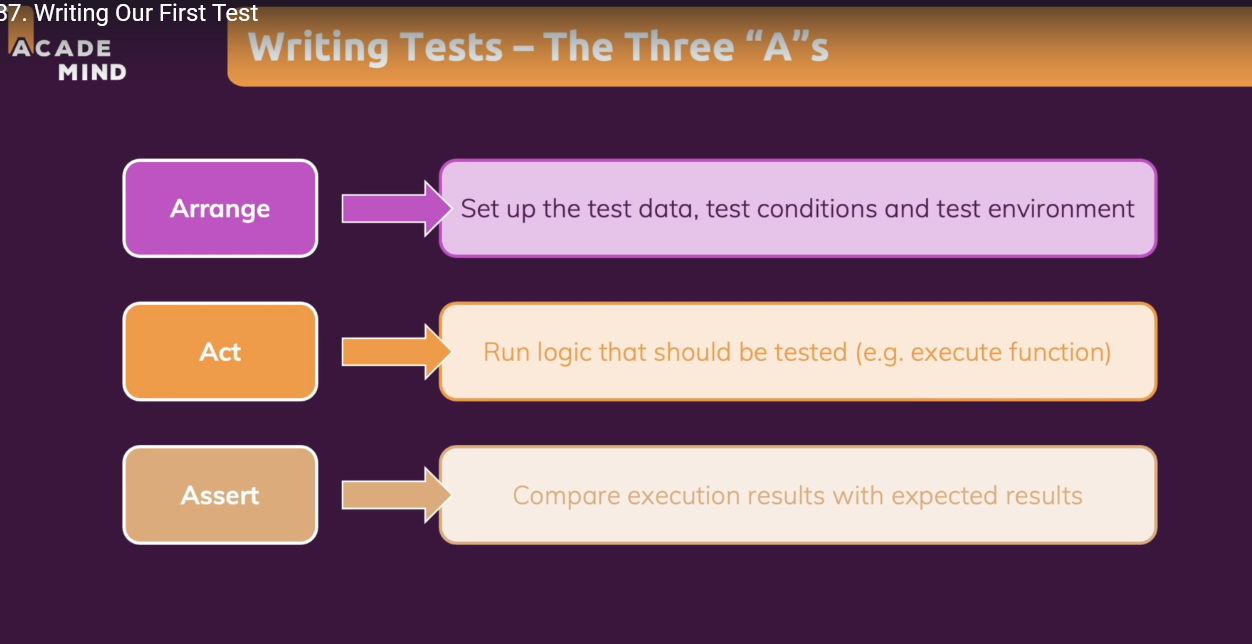 37. Writing Our First Test
ACADE
MIND
Writing Tests – The Three “A”s
Arrange
Set up the test data, test conditions and test environment
Act
Run logic that should be tested (e.g. execute function)
Assert
Compare execution results with expected results